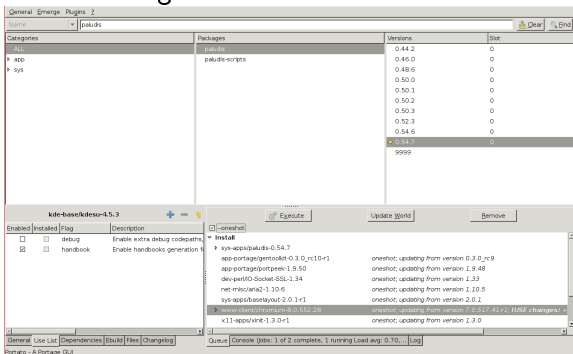 General Emerge Plugins ?
Name paludis Clear Find
Categories Packages Versions Slot
ALL paludis 0.44.2 0
app paludis-scripts 0.46.0 0
sys 0.48.6 0
0.50.0 0
0.50.1 0
0.50.2 0
0.50.3 0
0.52.3 0
0.54.6 0
0.54.7 0
9999
kde-base/kdesu-4.5.3 Execute Update World Remove
Enabled Installed Flag Description --oneshot
debug Enable extra debug codepaths, Install
handbook Enable handbooks generation f sys-apps/paludis-0.54.7
app-portage/gentoolkit-0.3.0_rc10-r1 oneshot; updating from version 0.3.0_rc9
app-portage/portpeek-1.9.50 oneshot; updating from version 1.9.48
dev-perl/IO-Socket-SSL-1.34 oneshot; updating from version 1.33
net-misc/aria2-1.10.6 oneshot; updating from version 1.10.5
sys-apps/baselayout-2.0.1-r1 oneshot; updating from version 2.0.1
www-client/chromium-8.0.552.28 oneshot; updating from version 7.0.517.41-r1; (USE changes: +
x11-apps/xinit-1.3.0-r1 oneshot; updating from version 1.3.0
General Use List Dependencies Ebuild Files Changelog Queue Console (Jobs: 1 of 2 complete, 1 running Load avg: 0.70,... Log
Portato - A Portage GUI